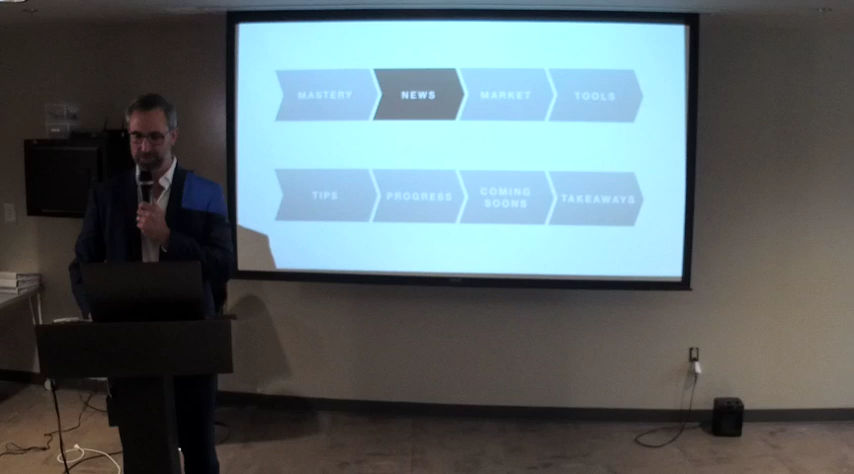 MASTERY
NEWS
MARKET
TOOLS
TIPS
PROGRESS
COMING
SOONS
TAKEAWAYS